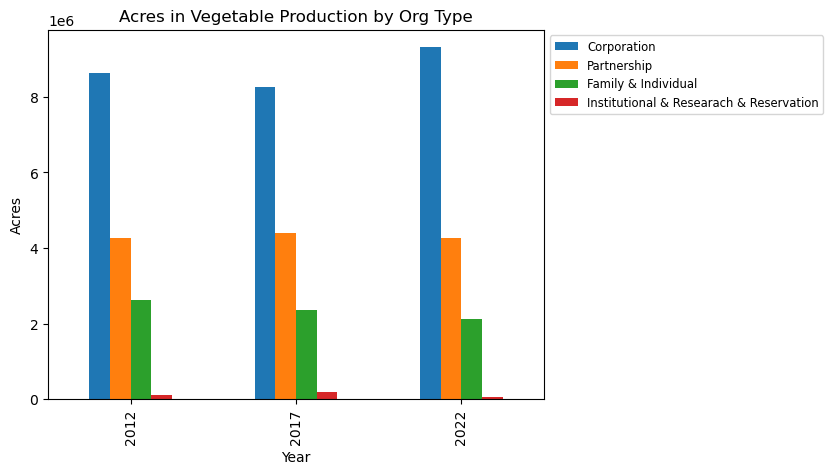 Acres in Vegetable Production by Org Type
1e6
Corporation
Partnership
Family & Individual
Institutional & Researach & Reservation
8
6
4
2
0
Acres
2012
2017
2022
Year